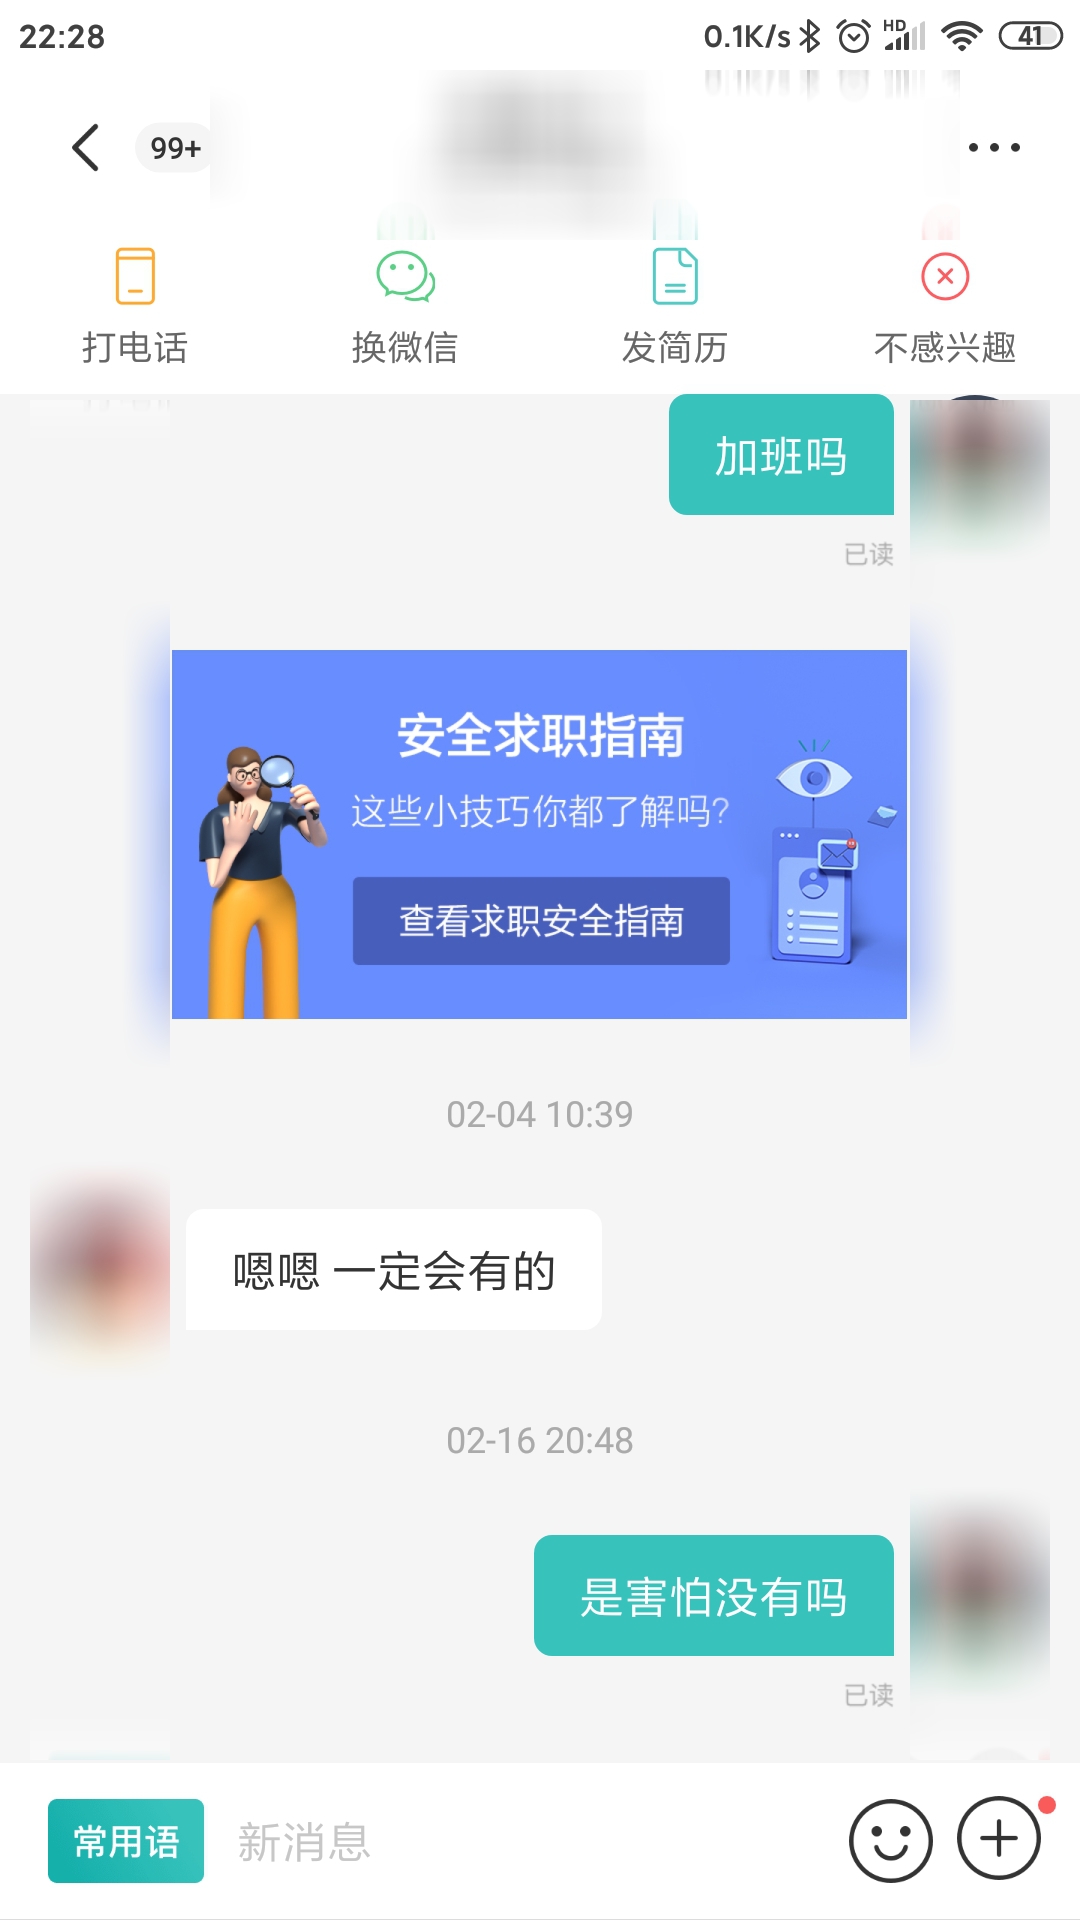 22:28
0.1K/s
HD
41
99+
打电话
换微信
发简历
不感兴趣
加班吗
已读
安全求职指南
这些小技巧你都了解吗?
查看求职安全指南
02-04 10:39
嗯嗯 一定会有的
02-16 20:48
是害怕没有吗
已读
常用语
新消息